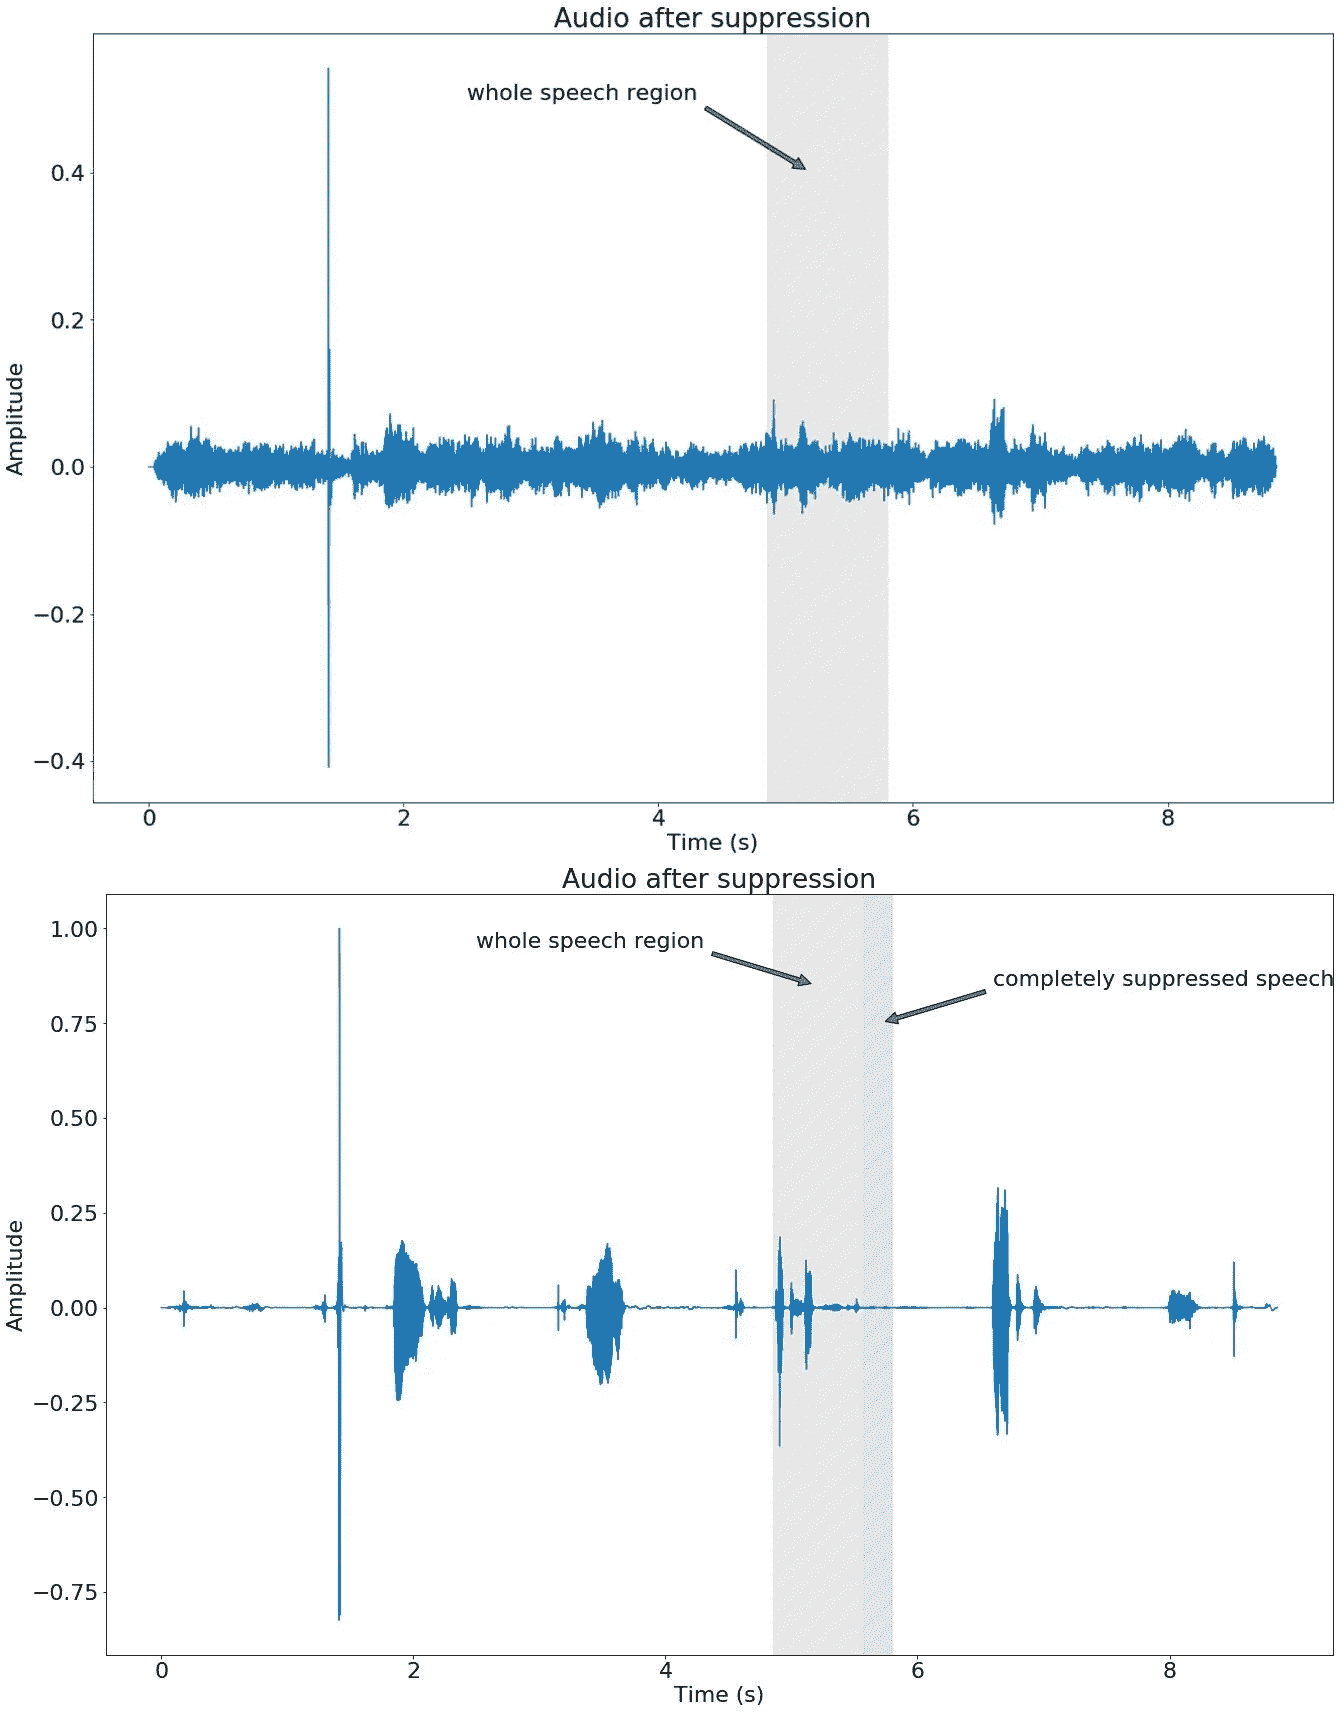 Audio after suppression
whole speech region
0.4
0.2
0.0
−0.2
−0.4
Amplitude
0 2 4 6 8
Time (s)
Audio after suppression
whole speech region
completely suppressed speech
1.00
0.75
0.50
0.25
0.00
−0.25
−0.50
−0.75
Amplitude
0 2 4 6 8
Time (s)